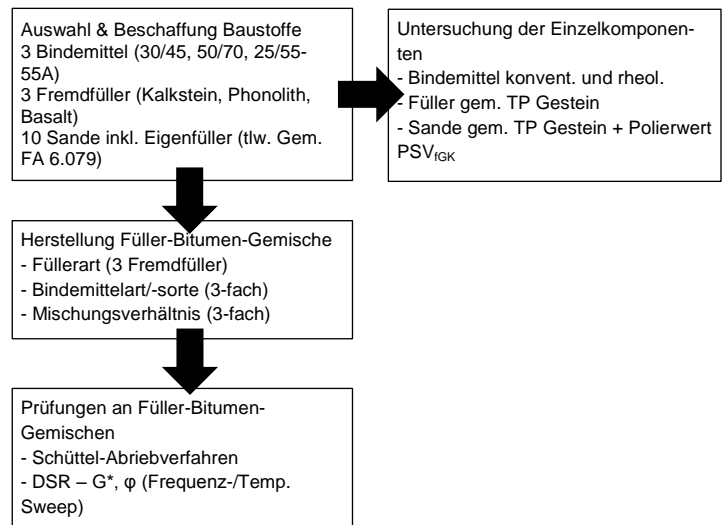 Auswahl & Beschaffung Baustoffe
3 Bindemittel (30/45, 50/70, 25/55-
55A)
3 Fremdfüller (Kalkstein, Phonolith,
Basalt)
10 Sande inkl. Eigenfüller (tlw. Gem.
FA 6.079)
Untersuchung der Einzelkomponen-
ten
- Bindemittel konvent. und rheol.
- Füller gem. TP Gestein
- Sande gem. TP Gestein + Polierwert
PSVfGK
Herstellung Füller-Bitumen-Gemische
- Füllerart (3 Fremdfüller)
- Bindemittelart/-sorte (3-fach)
- Mischungsverhältnis (3-fach)
Prüfungen an Füller-Bitumen-
Gemischen
- Schüttel-Abriebverfahren
- DSR – G*, φ (Frequenz-/Temp.
Sweep)